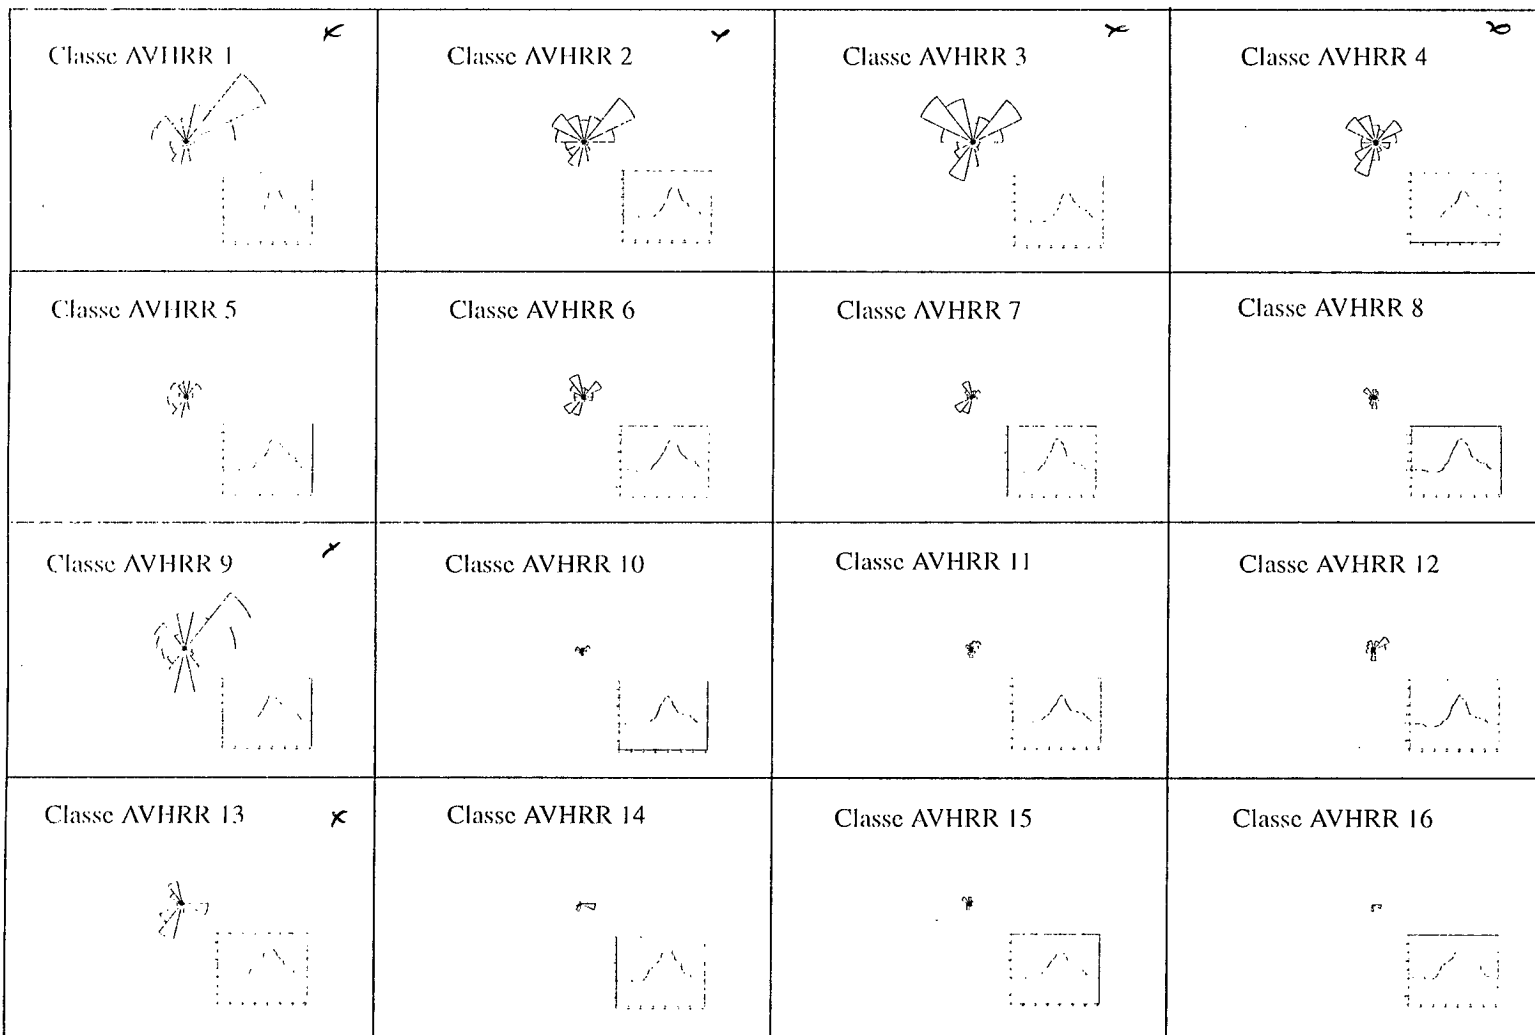 Classe AVHRR 1
Classe AVHRR 2
Classe AVHRR 3
Classe AVHRR 4
Classe AVHRR 5
Classe AVHRR 6
Classe AVHRR 7
Classe AVHRR 8
Classe AVHRR 9
Classe AVHRR 10
Classe AVHRR 11
Classe AVHRR 12
Classe AVHRR 13
Classe AVHRR 14
Classe AVHRR 15
Classe AVHRR 16